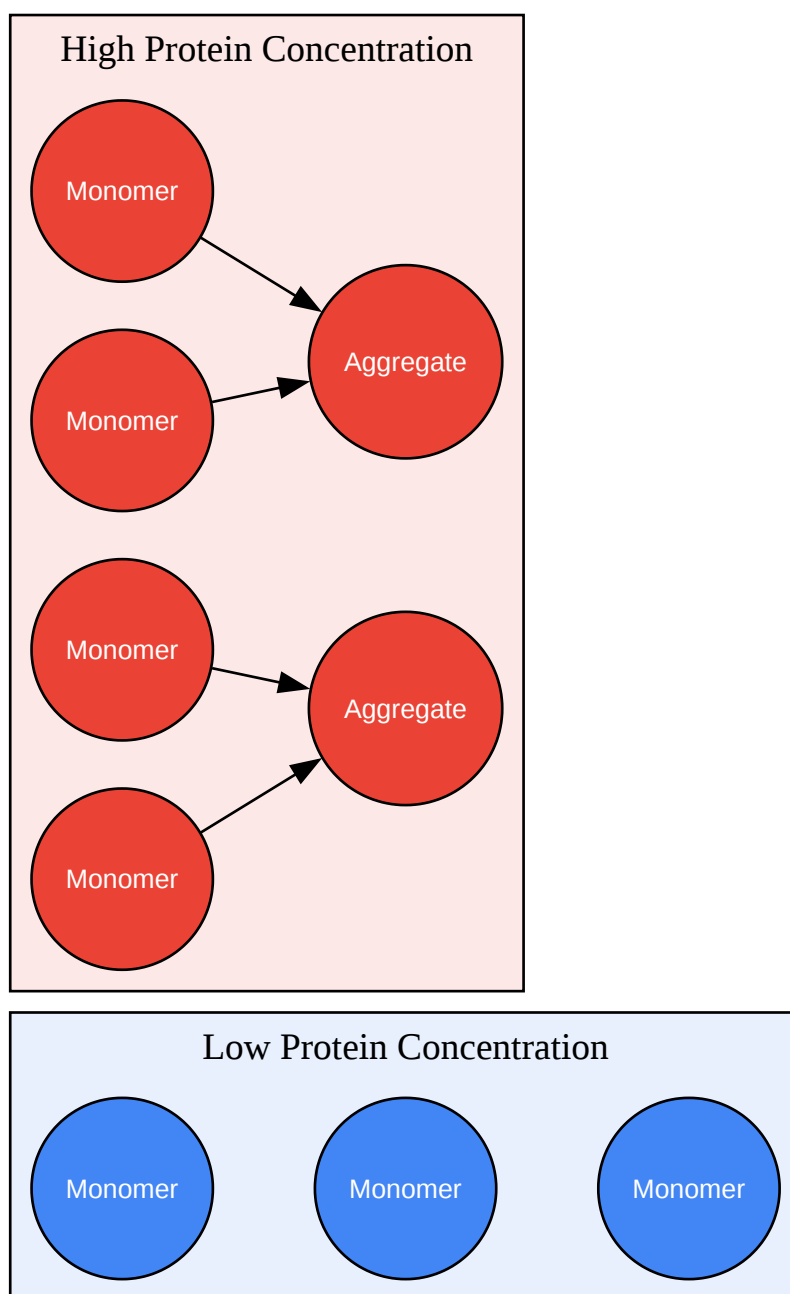 High Protein Concentration
Monomer
Aggregate
Monomer
Monomer
Aggregate
Monomer
Low Protein Concentration
Monomer Monomer Monomer